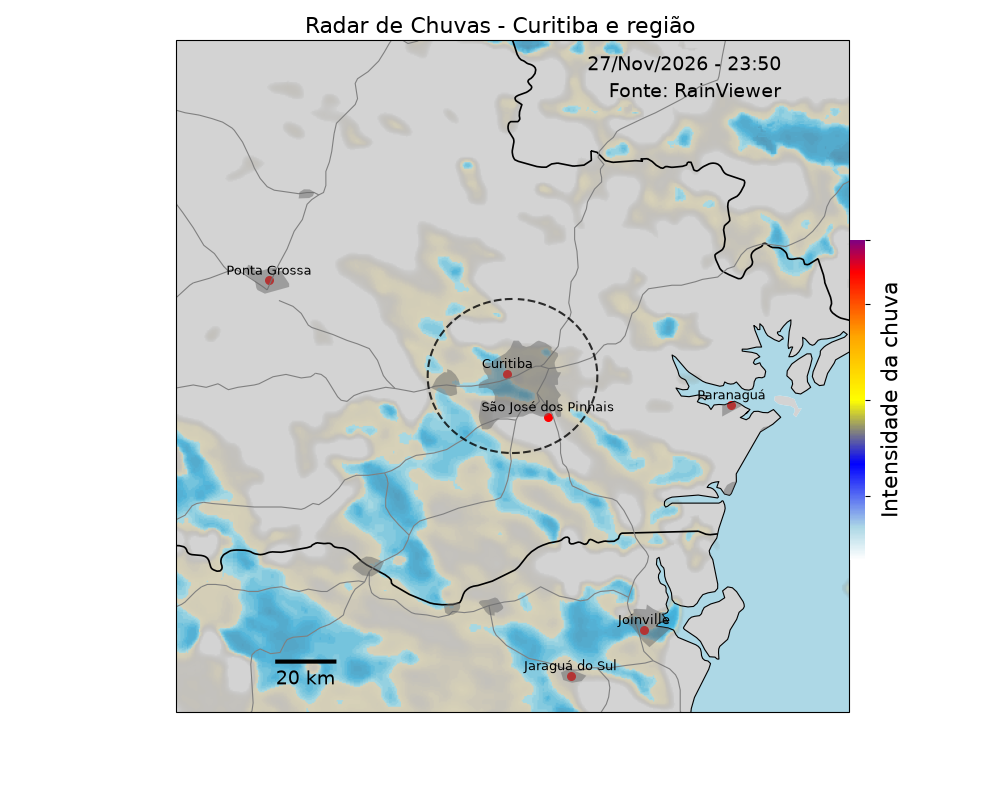 Radar de Chuvas - Curitiba e região
27/Nov/2026 - 23:50
Fonte: RainViewer
Ponta Grossa
Curitiba
Paranaguá
São José dos Pinhais
Joinville
Jaraguá do Sul
20 km
Intensidade da chuva